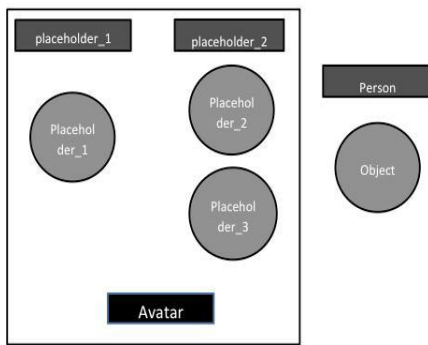 placeholder_1
placeholder_2
Person
Placehol
der_1
Placehol
der_2
Object
Placehol
der_3
Avatar